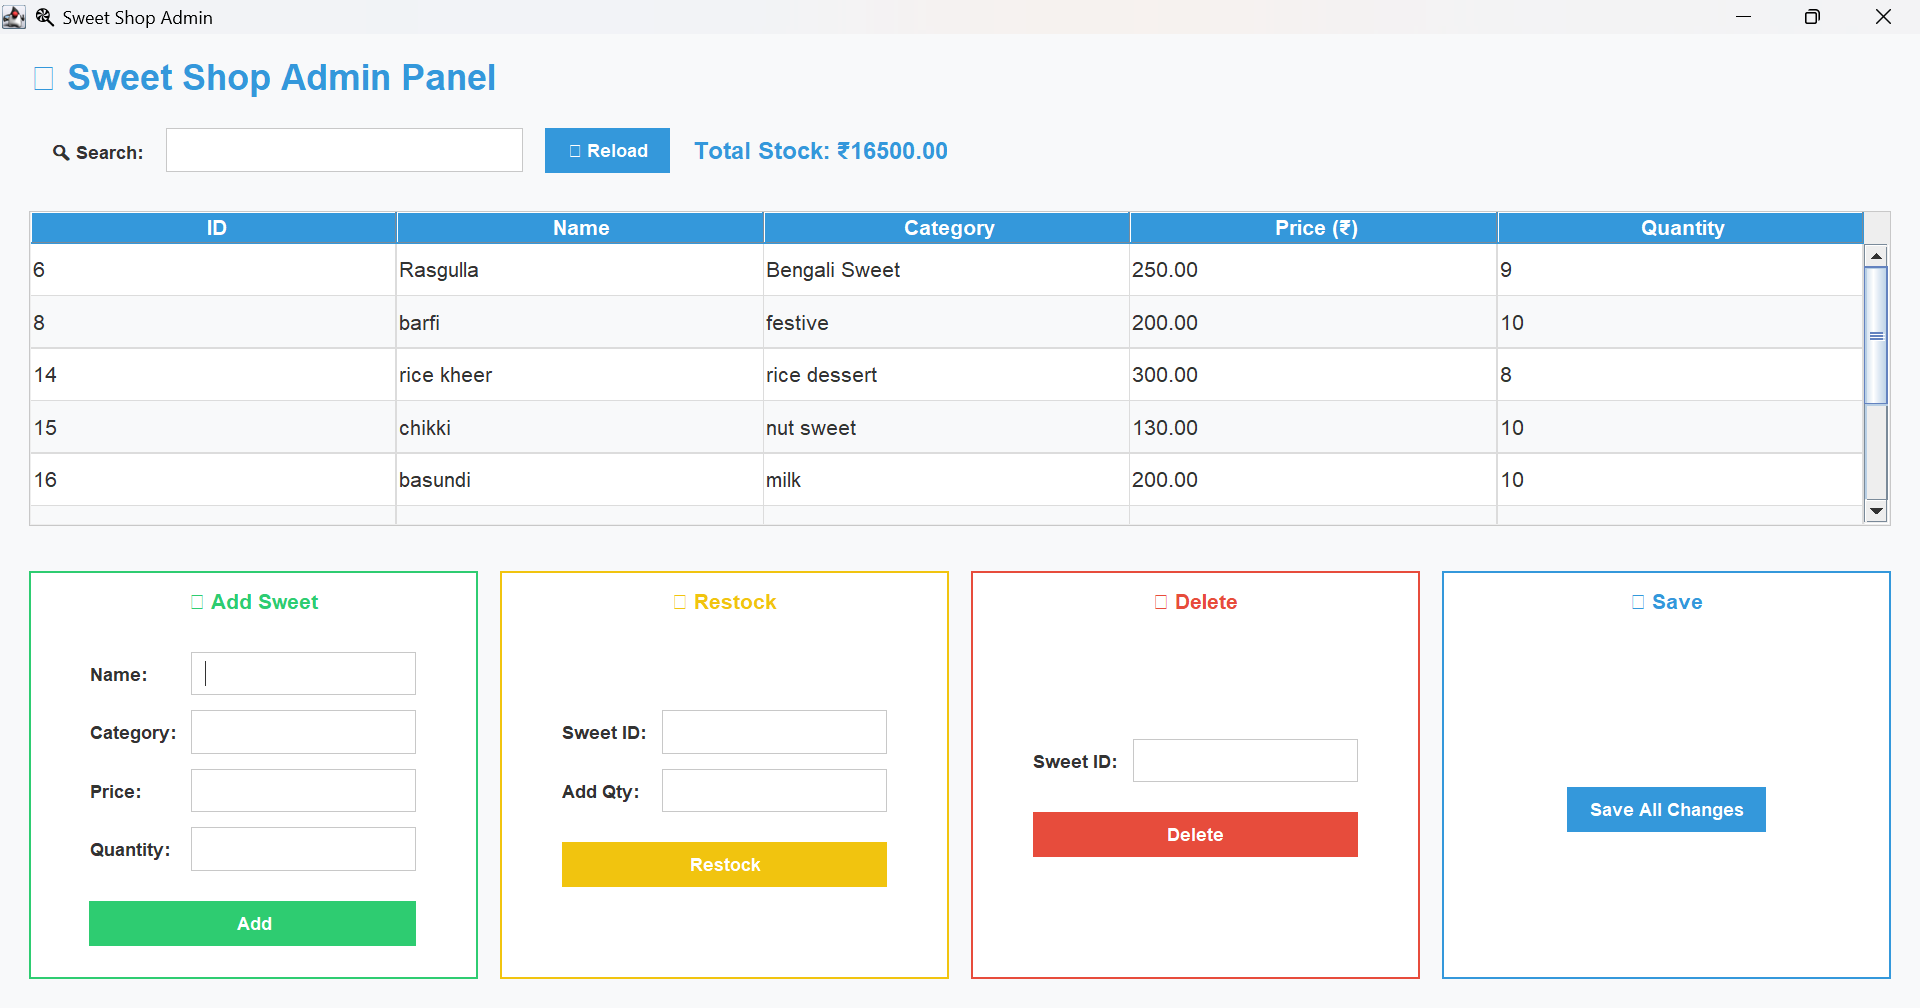 Sweet Shop Admin
Sweet Shop Admin Panel
Search:
Reload
Total Stock: ₹16500.00
ID Name Category Price (₹) Quantity
6 Rasgulla Bengali Sweet 250.00 9
8 barfi festive 200.00 10
14 rice kheer rice dessert 300.00 8
15 chikki nut sweet 130.00 10
16 basundi milk 200.00 10
Add Sweet
Name:
Category:
Price:
Quantity:
Add
Restock
Sweet ID:
Add Qty:
Restock
Delete
Sweet ID:
Delete
Save
Save All Changes